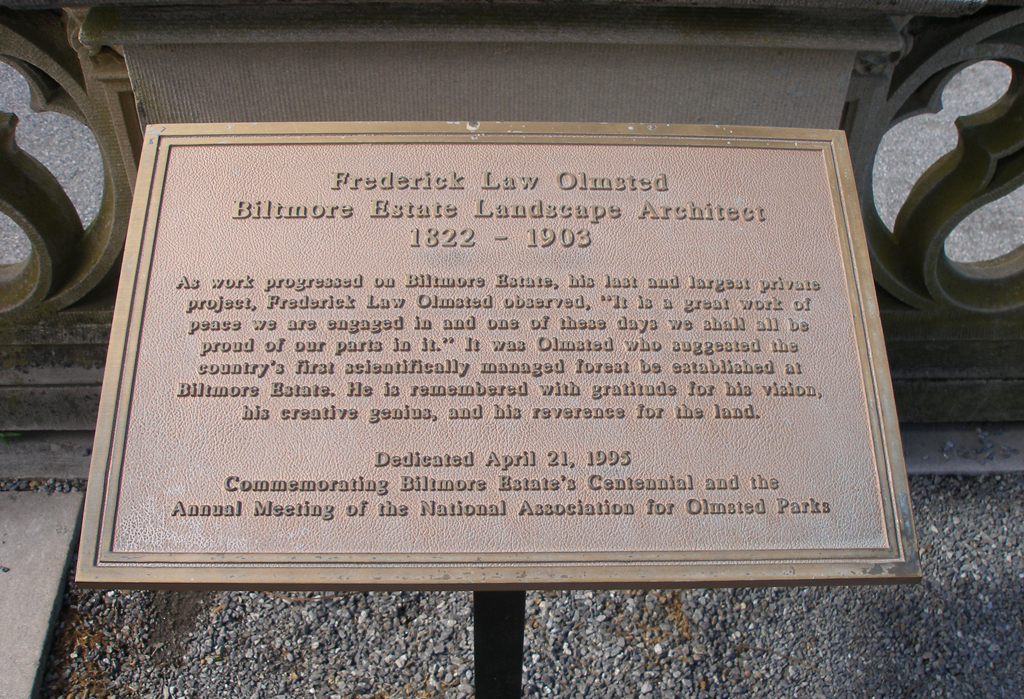 Frederick Law Olmsted
Biltmore Estate Landscape Architect
1822 - 1903
As work progressed on Biltmore Estate, his last and largest private
project, Frederick Law Olmsted observed, "It is a great work of
peace we are engaged in and one of these days we shall all be
proud of our parts in it." It was Olmsted who suggested the
country's first scientifically managed forest be established at
Biltmore Estate. He is remembered with gratitude for his vision,
his creative genius, and his reverence for the land.
Dedicated April 21, 1995
Commemorating Biltmore Estate's Centennial and the
Annual Meeting of the National Association for Olmsted Parks